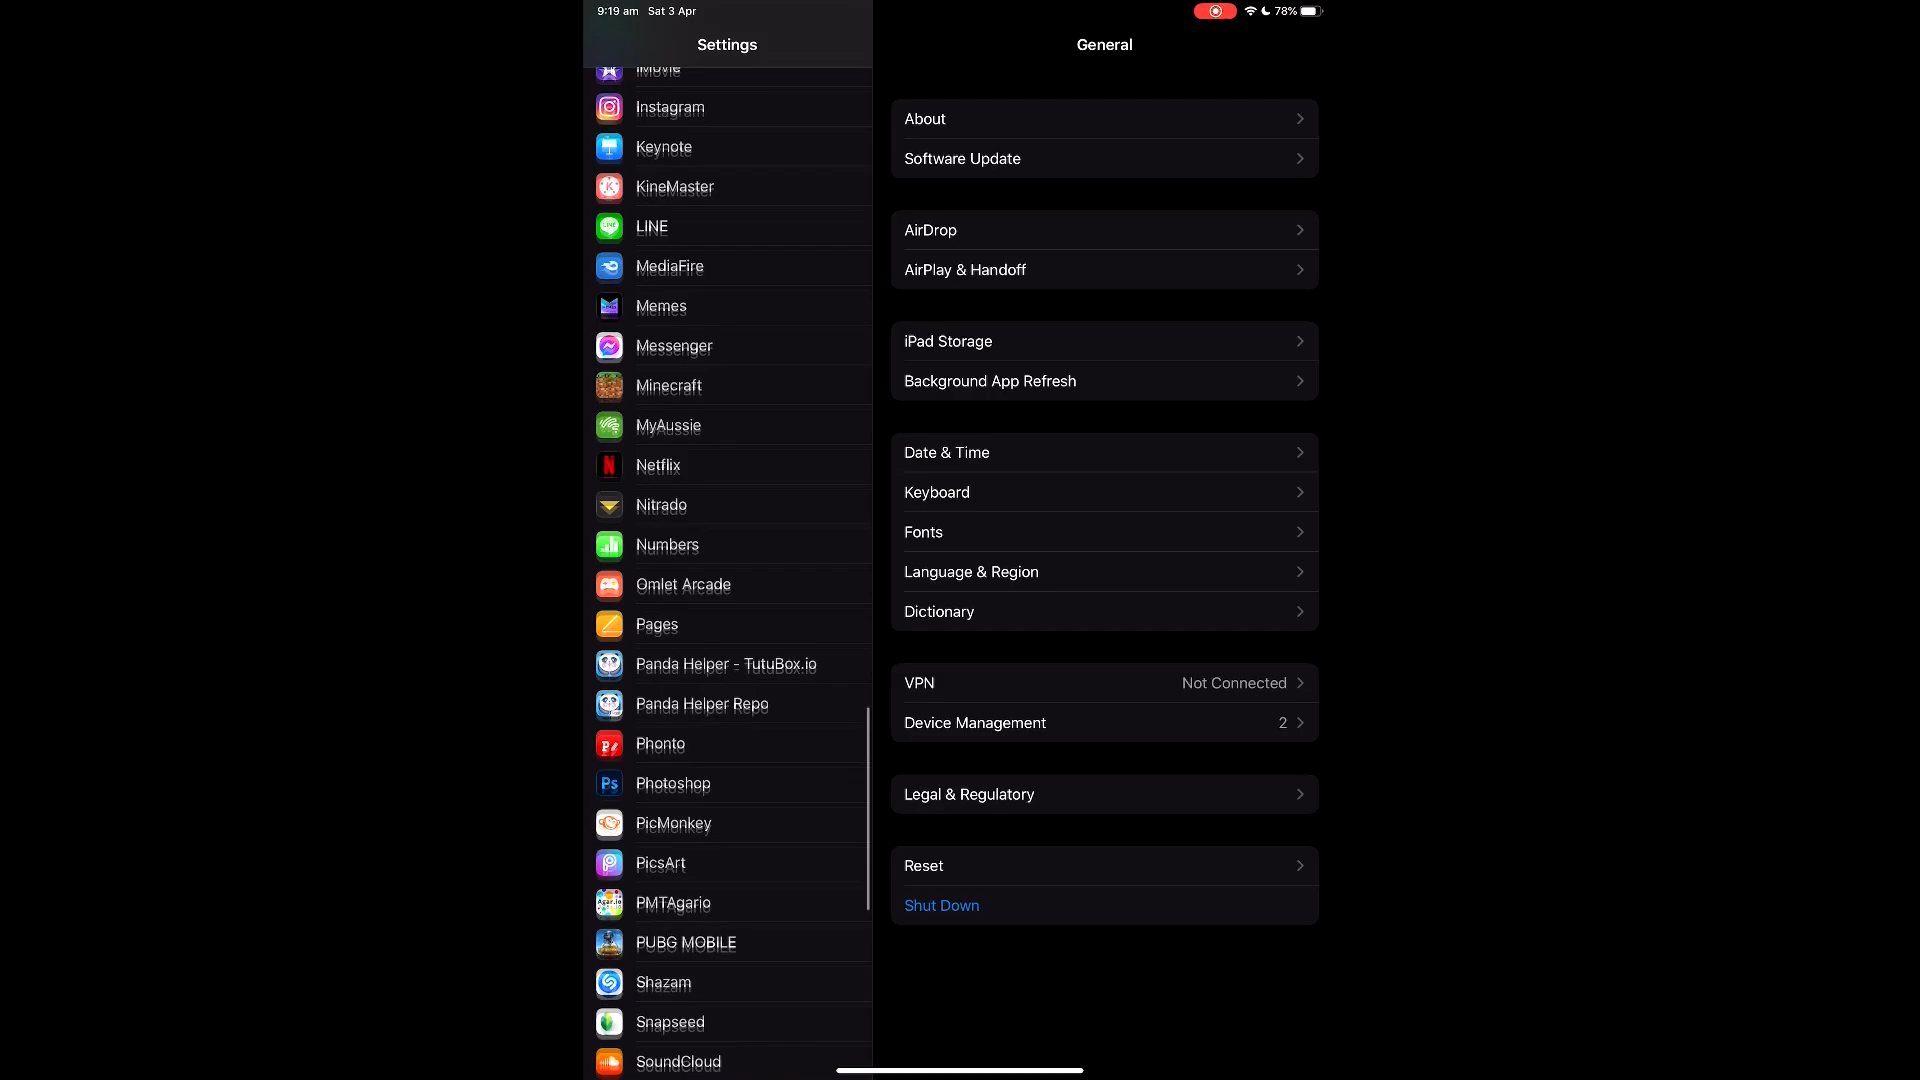 9:19 am Sat 3 Apr
78%
Settings
iMovie
Instagram
Keynote
KineMaster
LINE
MediaFire
Memes
Messenger
Minecraft
MyAussie
Netflix
Nitrado
Numbers
Omlet Arcade
Pages
Panda Helper - TutuBox.io
Panda Helper Repo
Phonto
Photoshop
PicMonkey
PicsArt
PMTAgario
PUBG MOBILE
Shazam
Snapseed
SoundCloud
General
About
Software Update
AirDrop
AirPlay & Handoff
iPad Storage
Background App Refresh
Date & Time
Keyboard
Fonts
Language & Region
Dictionary
VPN Not Connected
Device Management 2
Legal & Regulatory
Reset
Shut Down